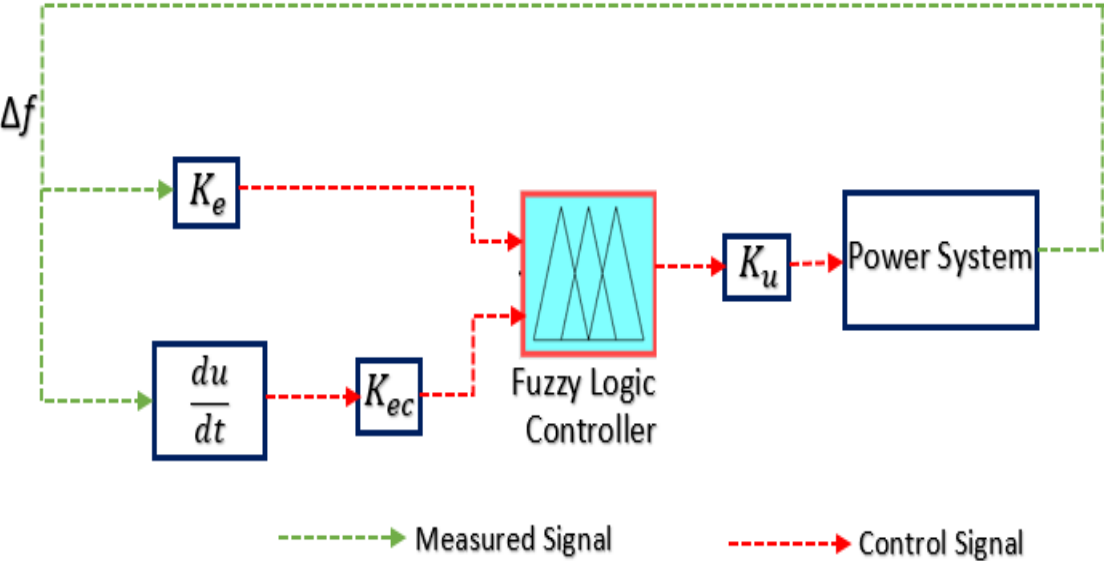 Δf
K_e
Power System
K_u
du
dt
K_ec
Fuzzy Logic
Controller
Measured Signal
Control Signal